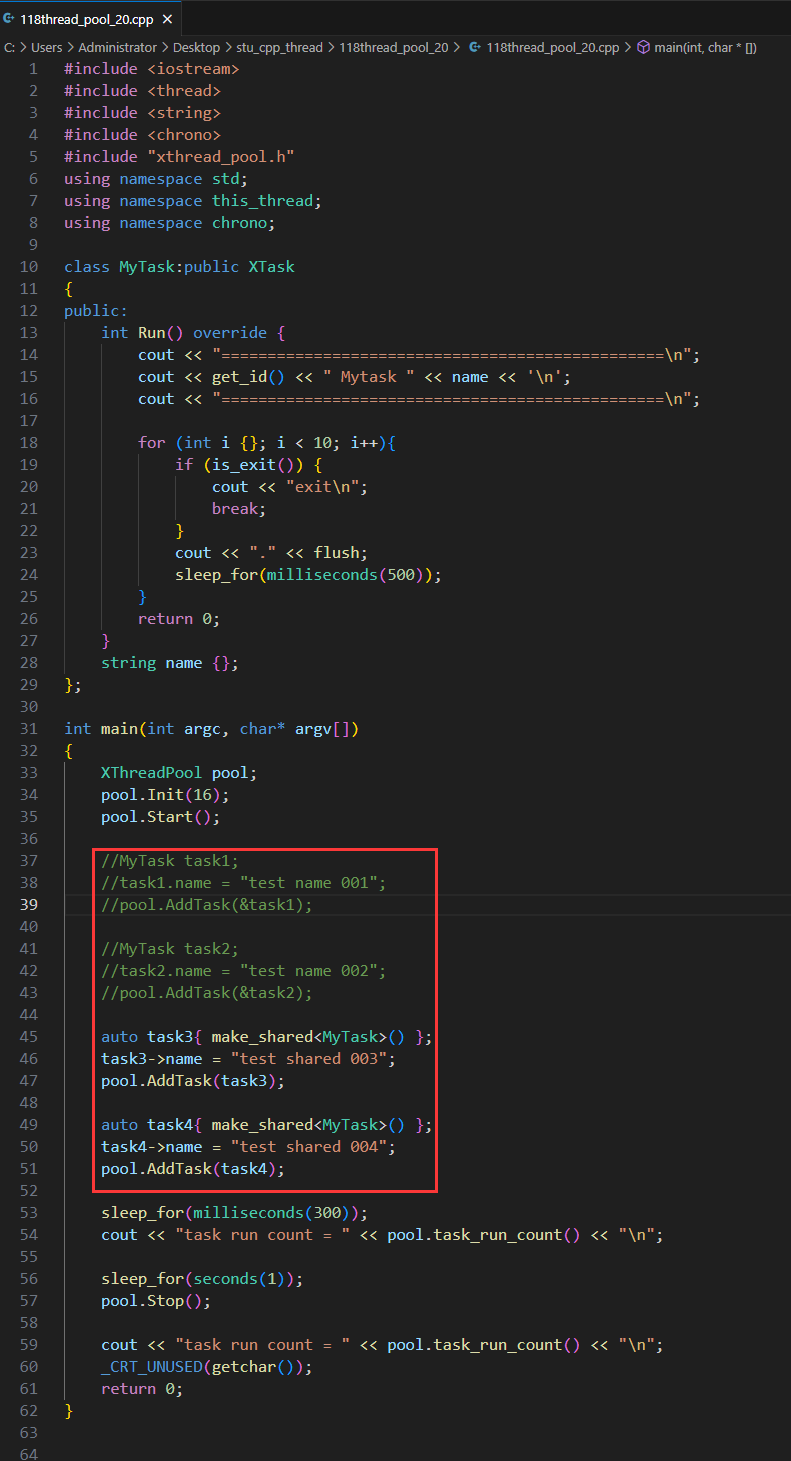 118thread_pool_20.cpp ×
C: > Users > Administrator > Desktop > stu_cpp_thread > 118thread_pool_20 > 118thread_pool_20.cpp > main(int, char * [])
1 #include <iostream>
2 #include <thread>
3 #include <string>
4 #include <chrono>
5 #include "xthread_pool.h"
6 using namespace std;
7 using namespace this_thread;
8 using namespace chrono;
9
10 class MyTask:public XTask
11 {
12 public:
13     int Run() override {
14         cout << "================================================\n";
15         cout << get_id() << " Mytask " << name << '\n';
16         cout << "================================================\n";
17
18         for (int i {}; i < 10; i++){
19             if (is_exit()) {
20                 cout << "exit\n";
21                 break;
22             }
23             cout << "." << flush;
24             sleep_for(milliseconds(500));
25         }
26         return 0;
27     }
28     string name {};
29 };
30
31 int main(int argc, char* argv[])
32 {
33     XThreadPool pool;
34     pool.Init(16);
35     pool.Start();
36
37     //MyTask task1;
38     //task1.name = "test name 001";
39     //pool.AddTask(&task1);
40
41     //MyTask task2;
42     //task2.name = "test name 002";
43     //pool.AddTask(&task2);
44
45     auto task3{ make_shared<MyTask>() };
46     task3->name = "test shared 003";
47     pool.AddTask(task3);
48
49     auto task4{ make_shared<MyTask>() };
50     task4->name = "test shared 004";
51     pool.AddTask(task4);
52
53     sleep_for(milliseconds(300));
54     cout << "task run count = " << pool.task_run_count() << "\n";
55
56     sleep_for(seconds(1));
57     pool.Stop();
58
59     cout << "task run count = " << pool.task_run_count() << "\n";
60     _CRT_UNUSED(getchar());
61     return 0;
62 }
63
64